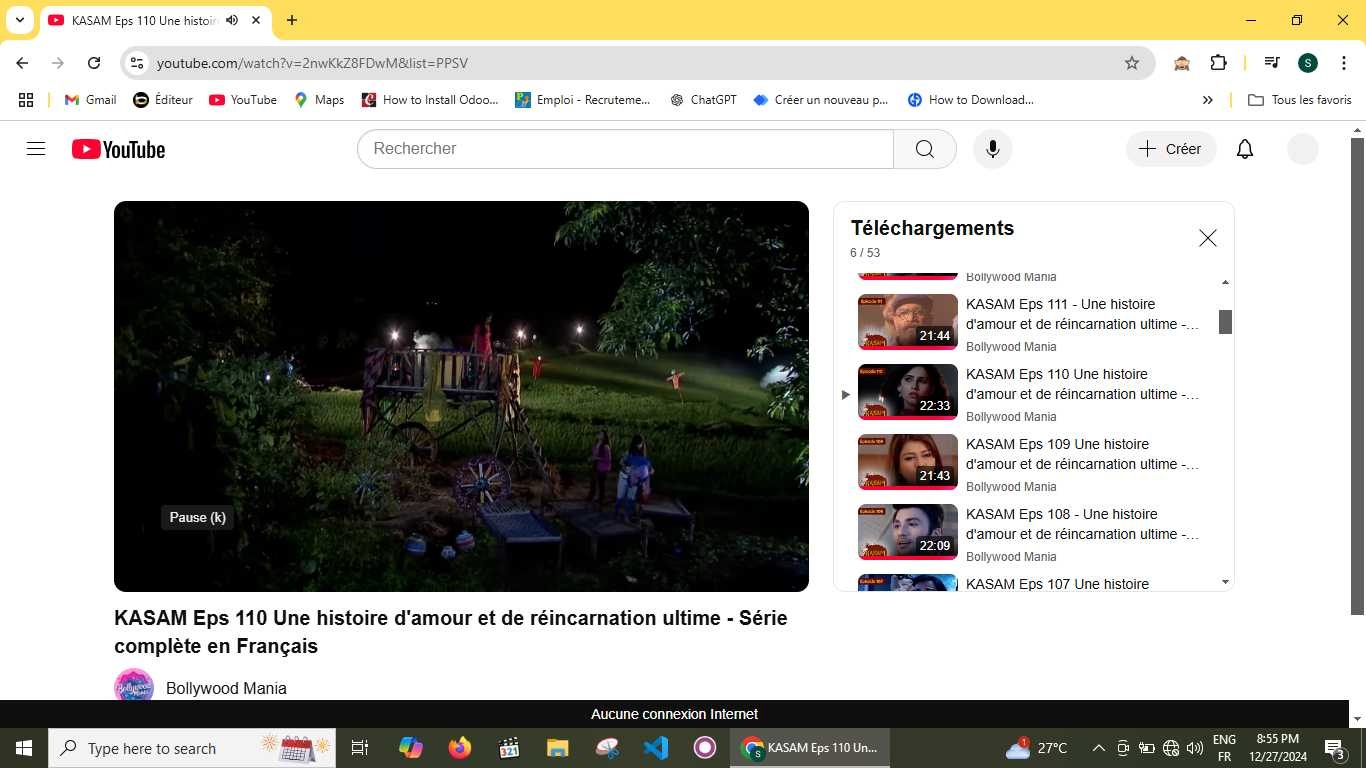 KASAM Eps 110 Une histoir
youtube.com/watch?v=2nwKkZ8FDwM&list=PPSV
S
Gmail
Éditeur
YouTube
Maps
How to Install Odoo...
Emploi - Recruteme...
ChatGPT
Créer un nouveau p...
How to Download...
Tous les favoris
YouTube
Rechercher
Créer
Pause (k)
Téléchargements
6 / 53
Bollywood Mania
KASAM Eps 111 - Une histoire
d'amour et de réincarnation ultime -...
Bollywood Mania
21:44
KASAM Eps 110 Une histoire
d'amour et de réincarnation ultime -...
Bollywood Mania
22:33
KASAM Eps 109 Une histoire
d'amour et de réincarnation ultime -...
Bollywood Mania
21:43
KASAM Eps 108 - Une histoire
d'amour et de réincarnation ultime -...
Bollywood Mania
22:09
KASAM Eps 107 Une histoire
KASAM Eps 110 Une histoire d'amour et de réincarnation ultime - Série
complète en Français
Bollywood Mania
Aucune connexion Internet
Type here to search
KASAM Eps 110 Un...
27°C
ENG
FR
8:55 PM
12/27/2024
3